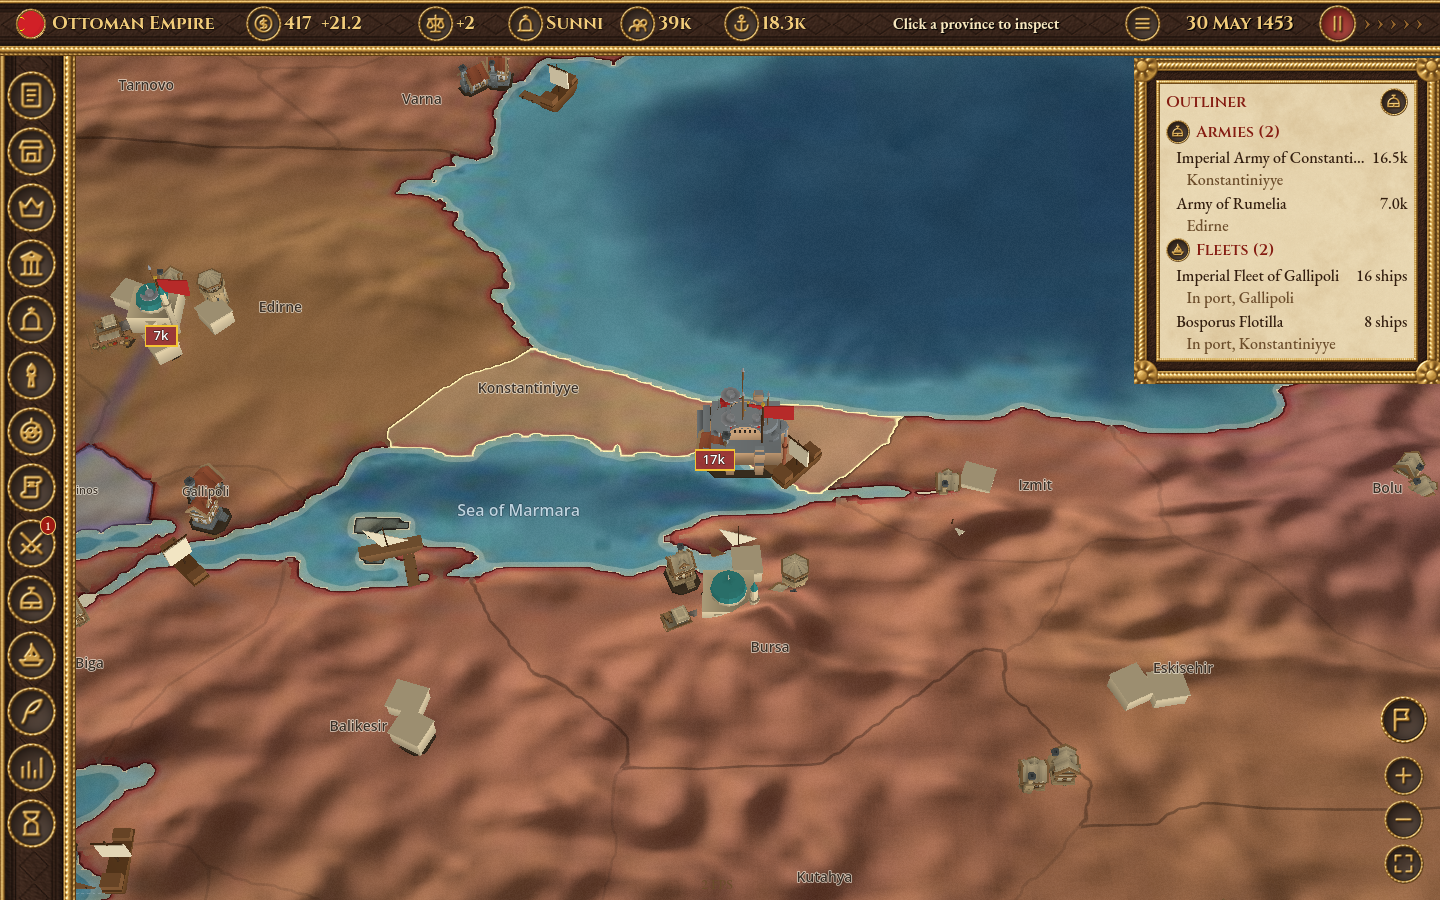 OTTOMAN EMPIRE 417 +21.2 +2 SUNNI 39K 18.3K Click a province to inspect 30 MAY 1453
OUTLINER
ARMIES (2)
Imperial Army of Constanti... 16.5k
Konstantiniyye
Army of Rumelia 7.0k
Edirne
FLEETS (2)
Imperial Fleet of Gallipoli 16 ships
In port, Gallipoli
Bosporus Flotilla 8 ships
In port, Konstantiniyye
Tarnovo
Varna
Edirne
7k
Konstantiniyye
17k
inos
Gallipoli
Izmit
Bolu
Sea of Marmara
1
Bursa
Biga
Eskisehir
Balikesir
Kutahya